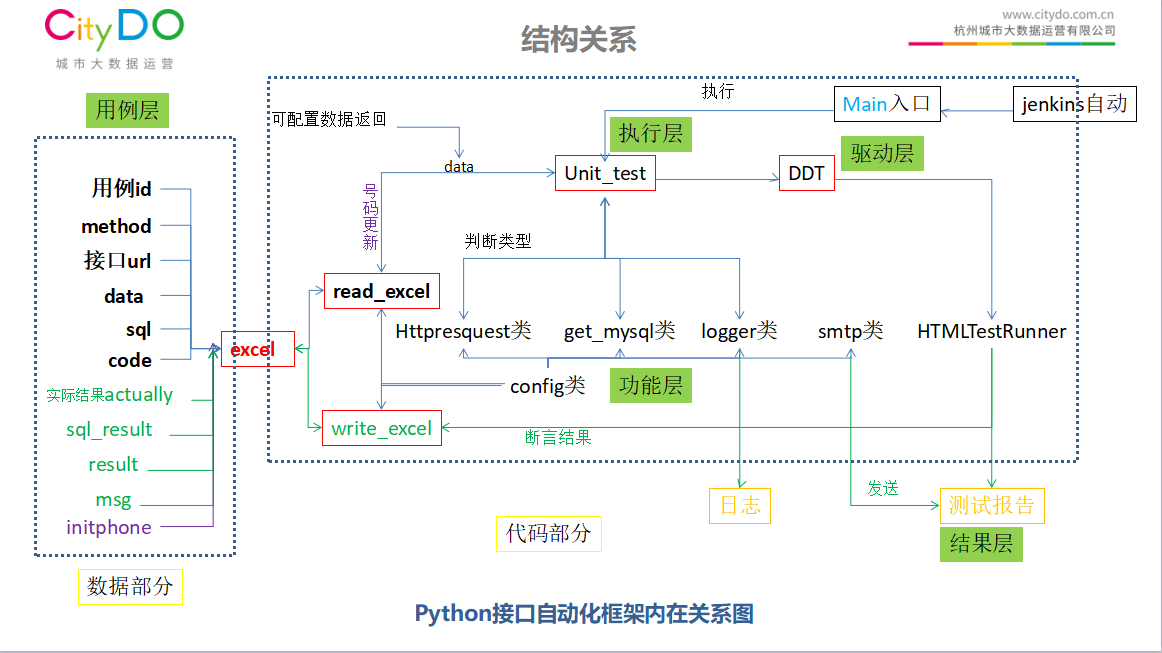 CityDO
城市大数据运营
结构关系
www.citydo.com.cn
杭州城市大数据运营有限公司
用例层
执行
Main入口
jenkins自动
可配置数据返回
执行层
驱动层
data
Unit_test
DDT
号码更新
用例id
method
接口url
data
sql
code
实际结果actually
sql_result
result
msg
initphone
excel
判断类型
read_excel
Httpresquest类
get_mysql类
logger类
smtp类
HTMLTestRunner
config类
功能层
write_excel
断言结果
日志
发送
测试报告
结果层
代码部分
数据部分
Python接口自动化框架内在关系图